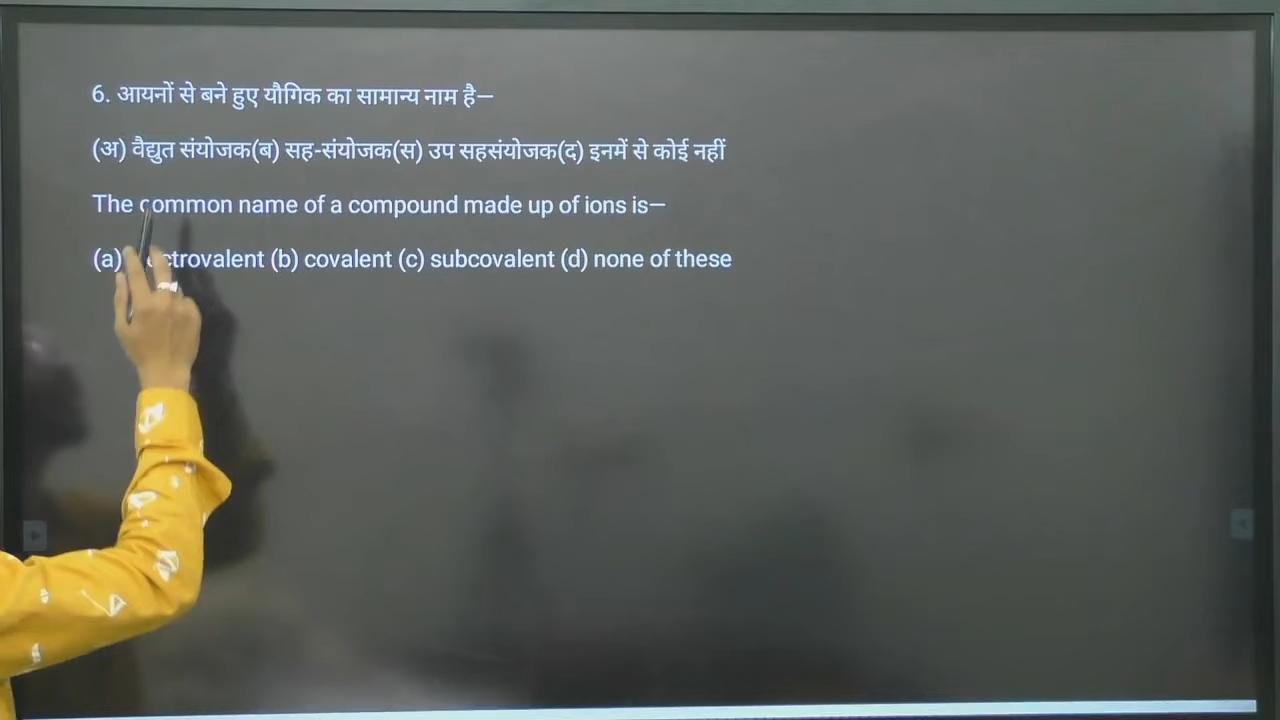 6. आयनों से बने हुए यौगिक का सामान्य नाम है—
(अ) वैद्युत संयोजक(ब) सह-संयोजक(स) उप सहसंयोजक(द) इनमें से कोई नहीं
The common name of a compound made up of ions is—
(a) electrovalent (b) covalent (c) subcovalent (d) none of these